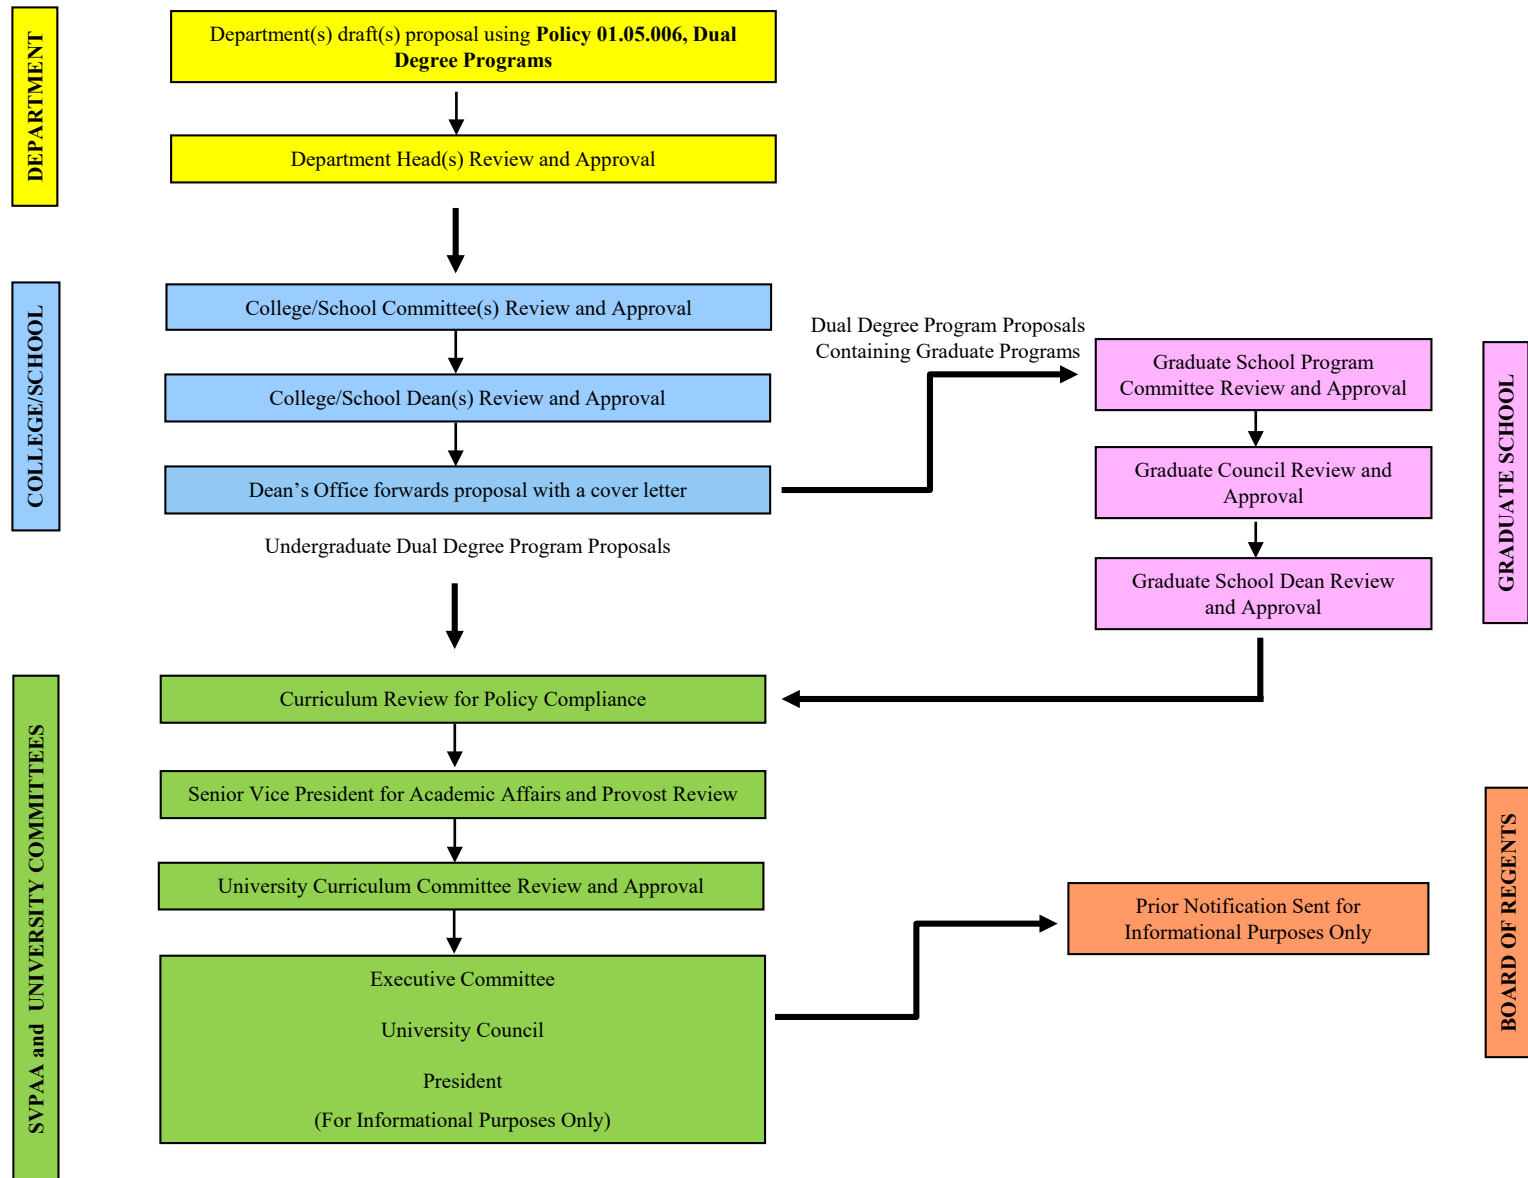 DEPARTMENT
Department(s) draft(s) proposal using Policy 01.05.006, Dual
Degree Programs
Department Head(s) Review and Approval
COLLEGE/SCHOOL
College/School Committee(s) Review and Approval
College/School Dean(s) Review and Approval
Dean’s Office forwards proposal with a cover letter
Dual Degree Program Proposals
Containing Graduate Programs
GRADUATE SCHOOL
Graduate School Program
Committee Review and Approval
Graduate Council Review and
Approval
Graduate School Dean Review
and Approval
Undergraduate Dual Degree Program Proposals
SVPAA and UNIVERSITY COMMITTEES
Curriculum Review for Policy Compliance
Senior Vice President for Academic Affairs and Provost Review
University Curriculum Committee Review and Approval
Executive Committee
University Council
President
(For Informational Purposes Only)
BOARD OF REGENTS
Prior Notification Sent for
Informational Purposes Only